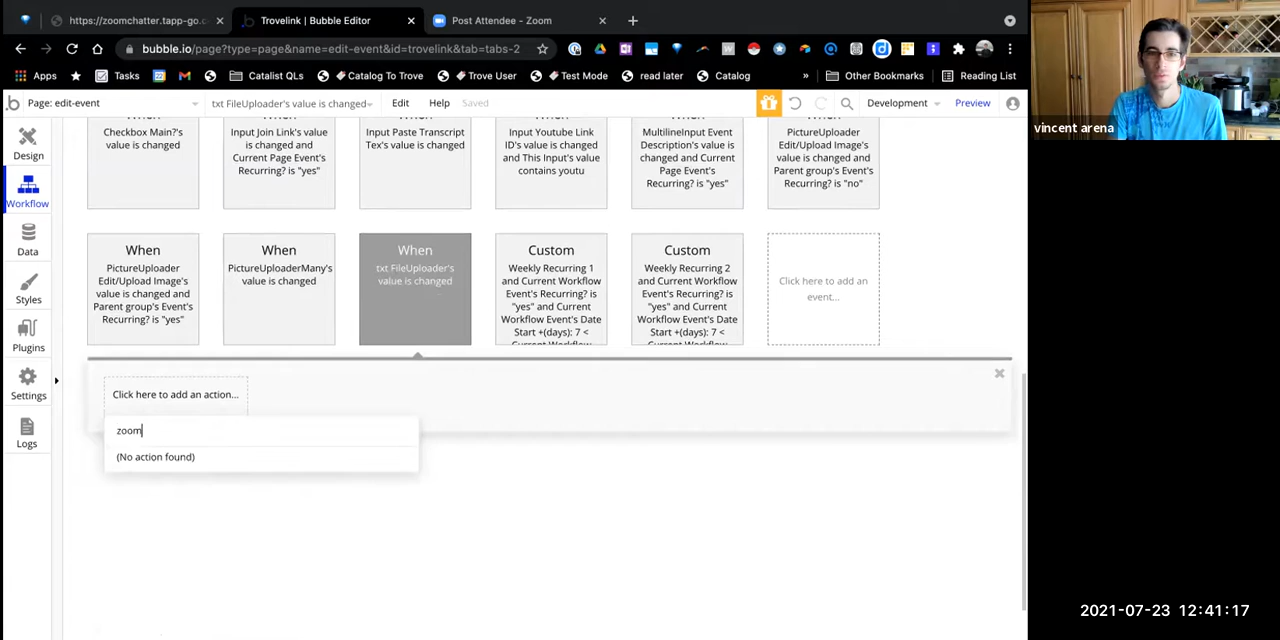 https://zoomchatter.tapp-go.c
Trovelink | Bubble Editor
Post Attendee - Zoom
bubble.io/page?type=page&name=edit-event&id=trovelink&tab=tabs-2
Apps
Tasks
Catalist QLs
Catalog To Trove
Trove User
Test Mode
read later
Catalog
»
Other Bookmarks
Reading List
Page: edit-event
txt FileUploader's value is changed
Edit
Help
Saved
Development
Preview
Design
Workflow
Data
Styles
Plugins
Settings
Logs
When
Checkbox Main?'s
value is changed
When
Input Join Link's value
is changed and
Current Page Event's
Recurring? is "yes"
When
Input Paste Transcript
Tex's value is changed
When
Input Youtube Link
ID's value is changed
and This Input's value
contains youtu
When
MultilineInput Event
Description's value is
changed and Current
Page Event's
Recurring? is "yes"
When
PictureUploader
Edit/Upload Image's
value is changed and
Parent group's Event's
Recurring? is "no"
When
PictureUploader
Edit/Upload Image's
value is changed and
Parent group's Event's
Recurring? is "yes"
When
PictureUploaderMany's
value is changed
When
txt FileUploader's
value is changed
Custom
Weekly Recurring 1
and Current Workflow
Event's Recurring? is
"yes" and Current
Workflow Event's Date
Start +(days): 7 <
Current Workflow
Custom
Weekly Recurring 2
and Current Workflow
Event's Recurring? is
"yes" and Current
Workflow Event's Date
Start +(days): 7 <
Current Workflow
Click here to add an
event...
Click here to add an action...
zoom
(No action found)
vincent arena
2021-07-23 12:41:17